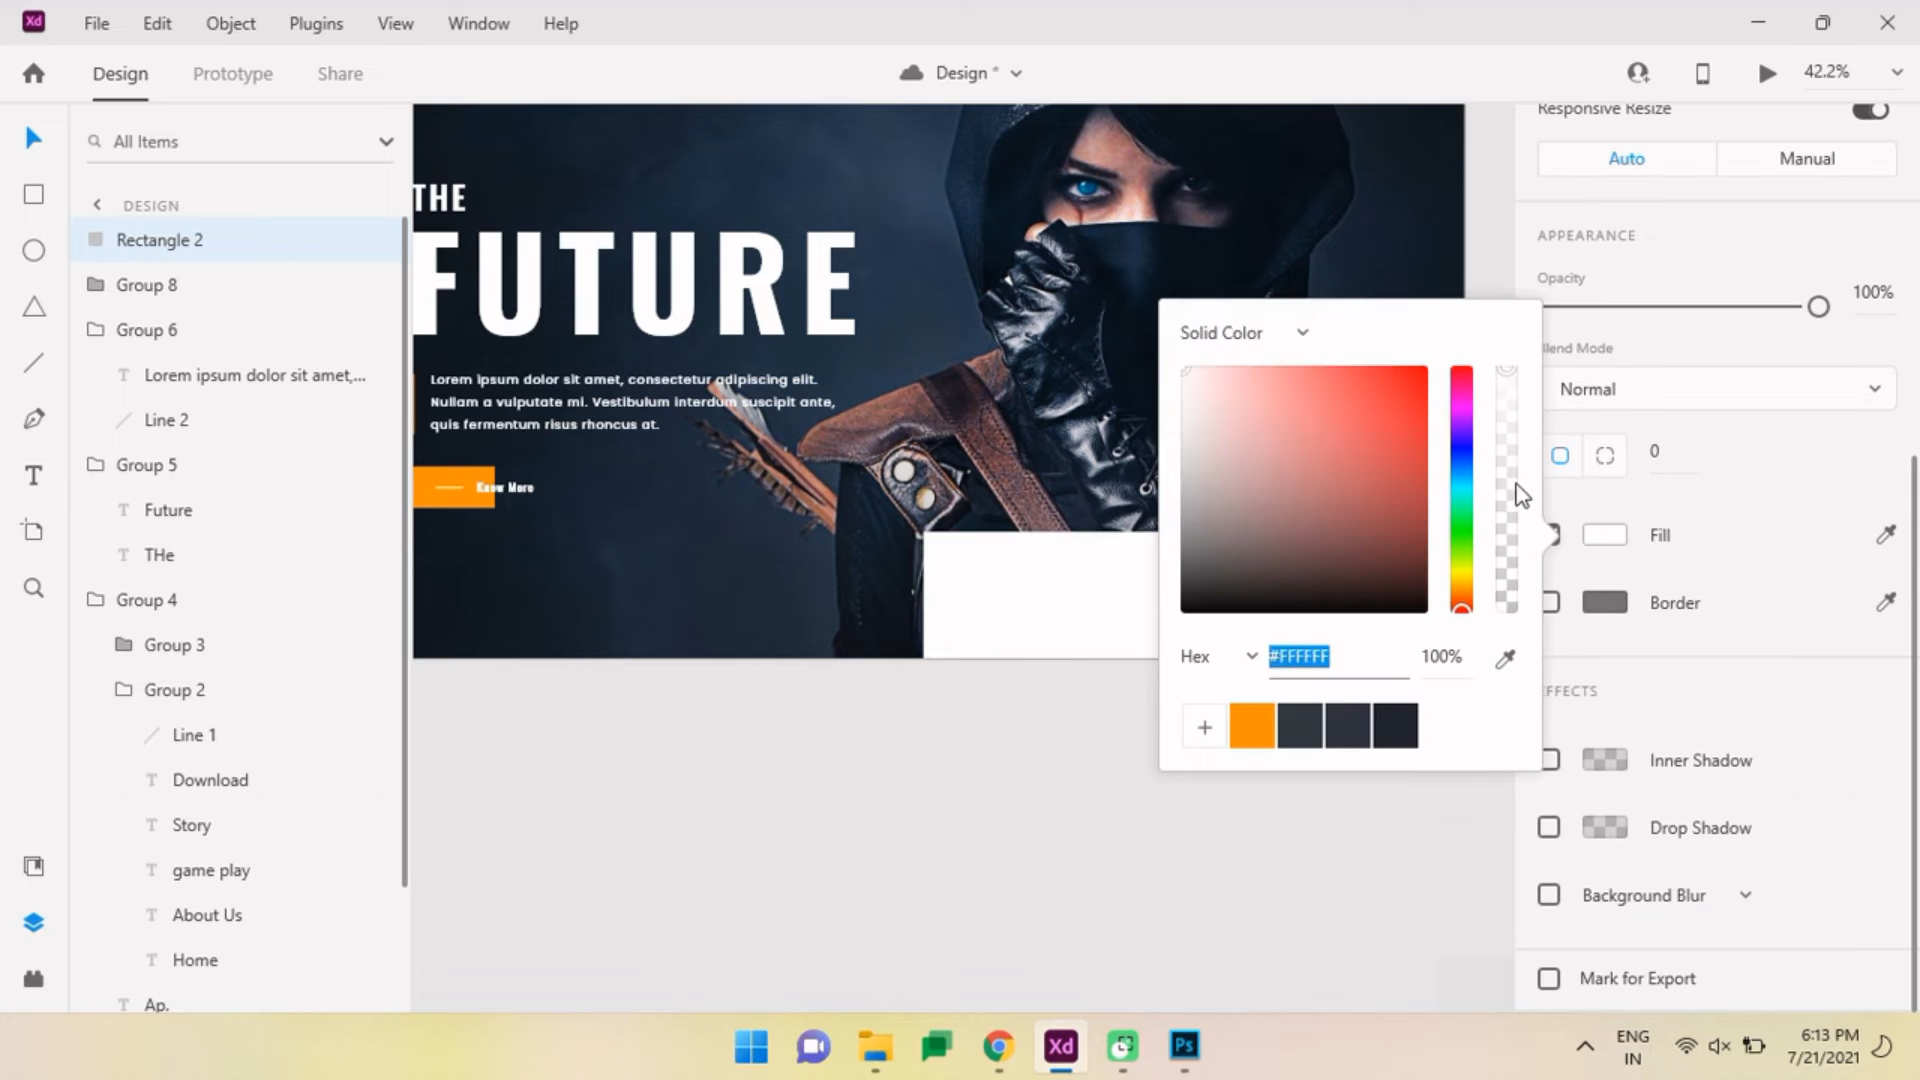 Xd File Edit Object Plugins View Window Help
Design Prototype Share Design * 42.2%
All Items
DESIGN
Rectangle 2
Group 8
Group 6
Lorem ipsum dolor sit amet,...
Line 2
Group 5
Future
THe
Group 4
Group 3
Group 2
Line 1
Download
Story
game play
About Us
Home
Ap.
THE
FUTURE
Lorem ipsum dolor sit amet, consectetur adipiscing elit.
Nullam a vulputate mi. Vestibulum interdum suscipit ante,
quis fermentum risus rhoncus at.
Know More
Solid Color
Hex #FFFFFF 100%
+
Responsive Resize
Auto Manual
APPEARANCE
Opacity
100%
Blend Mode
Normal
0
Fill
Border
EFFECTS
Inner Shadow
Drop Shadow
Background Blur
Mark for Export
Xd Ps
ENG
IN
6:13 PM
7/21/2021